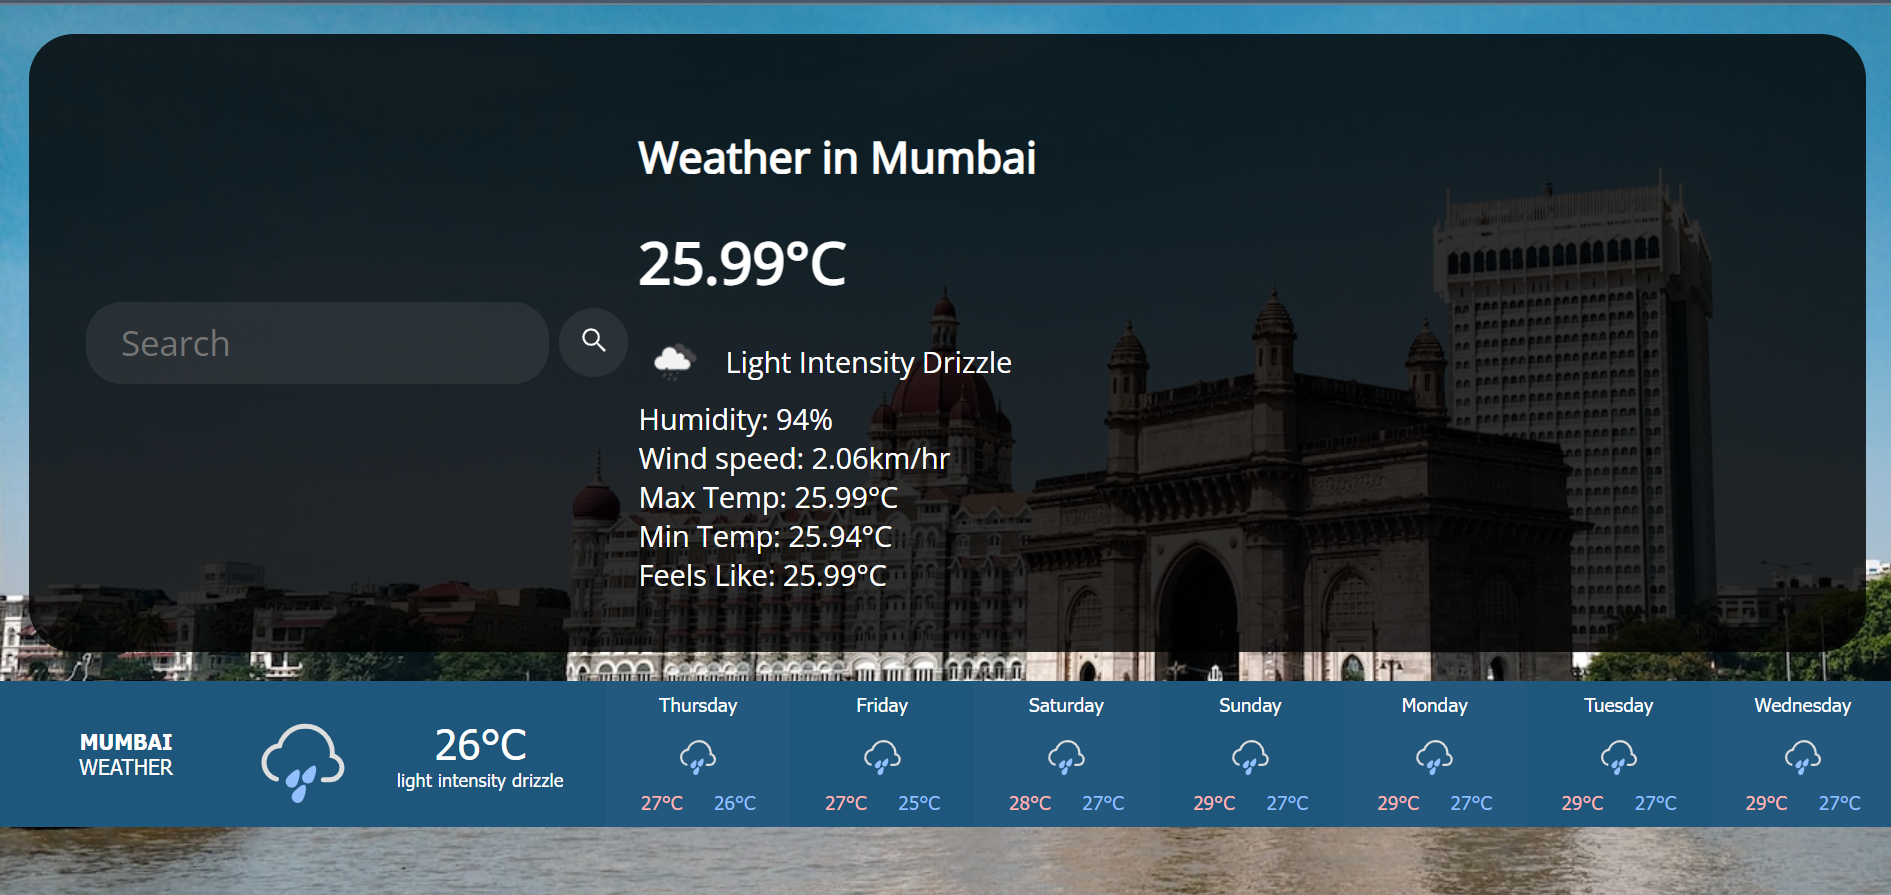 Weather in Mumbai
25.99°C
Search
Light Intensity Drizzle
Humidity: 94%
Wind speed: 2.06km/hr
Max Temp: 25.99°C
Min Temp: 25.94°C
Feels Like: 25.99°C
MUMBAI
WEATHER
26°C
light intensity drizzle
Thursday
27°C 26°C
Friday
27°C 25°C
Saturday
28°C 27°C
Sunday
29°C 27°C
Monday
29°C 27°C
Tuesday
29°C 27°C
Wednesday
29°C 27°C